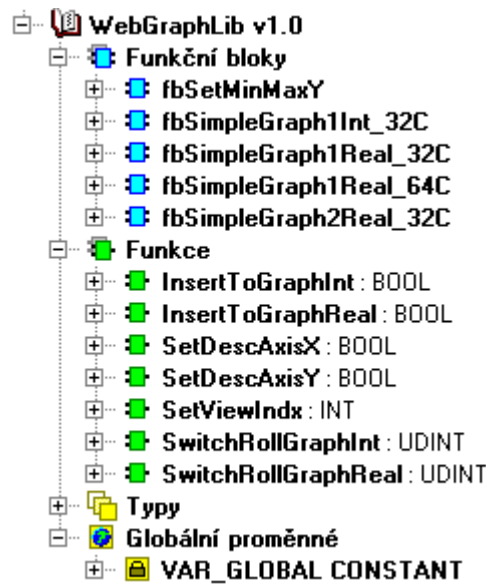 WebGraphLib v1.0
Funkční bloky
fbSetMinMaxY
fbSimpleGraph1Int_32C
fbSimpleGraph1Real_32C
fbSimpleGraph1Real_64C
fbSimpleGraph2Real_32C
Funkce
InsertToGraphInt : BOOL
InsertToGraphReal : BOOL
SetDescAxisX : BOOL
SetDescAxisY : BOOL
SetViewIndx : INT
SwitchRollGraphInt : UDINT
SwitchRollGraphReal : UDINT
Typy
Globální proměnné
VAR_GLOBAL CONSTANT